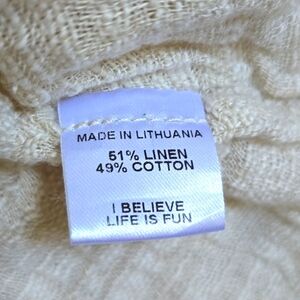 MADE IN LITHUANIA
51% LINEN
49% COTTON
I BELIEVE
LIFE IS FUN